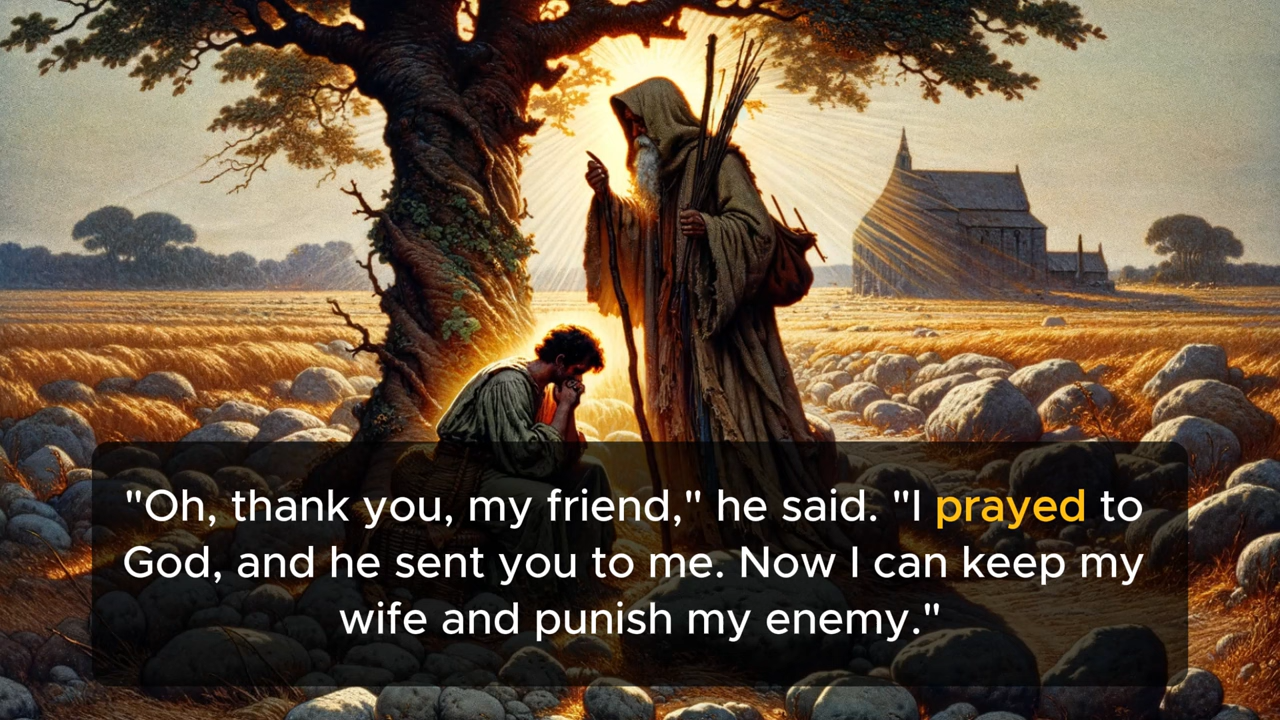 "Oh, thank you, my friend," he said. "I prayed to
God, and he sent you to me. Now I can keep my
wife and punish my enemy."